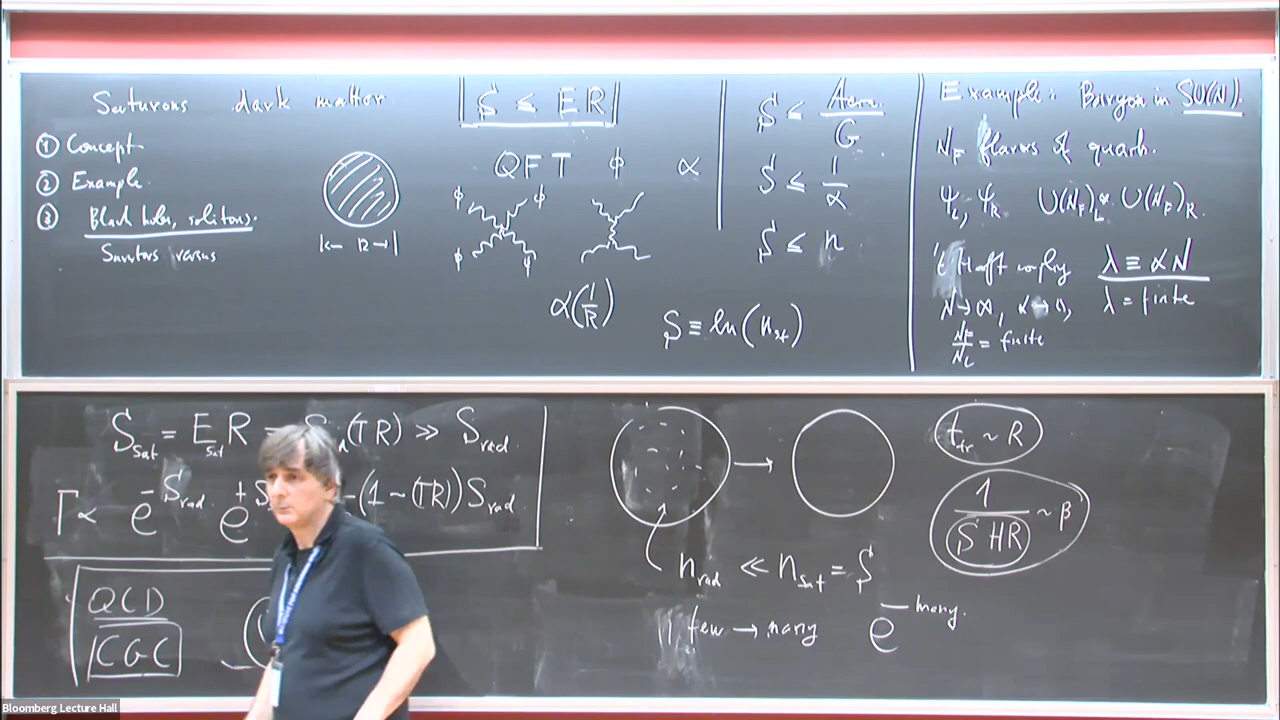 Saturons dark matter
① Concept
② Example
③ Black holes, solitons.
Saturons versus
|← R →|
S ≤ ER
QFT ϕ α
ϕ ϕ
ϕ ϕ
α(1/R)
S ≡ ln(n_st)
S ≤ Area/G
S ≤ 1/α
S ≤ n
Example: Baryon in SU(N).
N_F flavors of quark.
Ψ_L, Ψ_R U(N_F)_L ⊗ U(N_F)_R.
't Hooft λ ≡ αN
N→∞, α→0, λ = finite
N_F/N_C = finite
S_sat = E_sat R = (TR) ≫ S_rad.
Γ ∝ e^-S_rad. e^+S -(1-(TR))S_rad.
QCD
CGC
→
n_rad ≪ n_sat = S
few → many e^-many.
t_tr ~ R
1/(S HR) ~ β
Bloomberg Lecture Hall